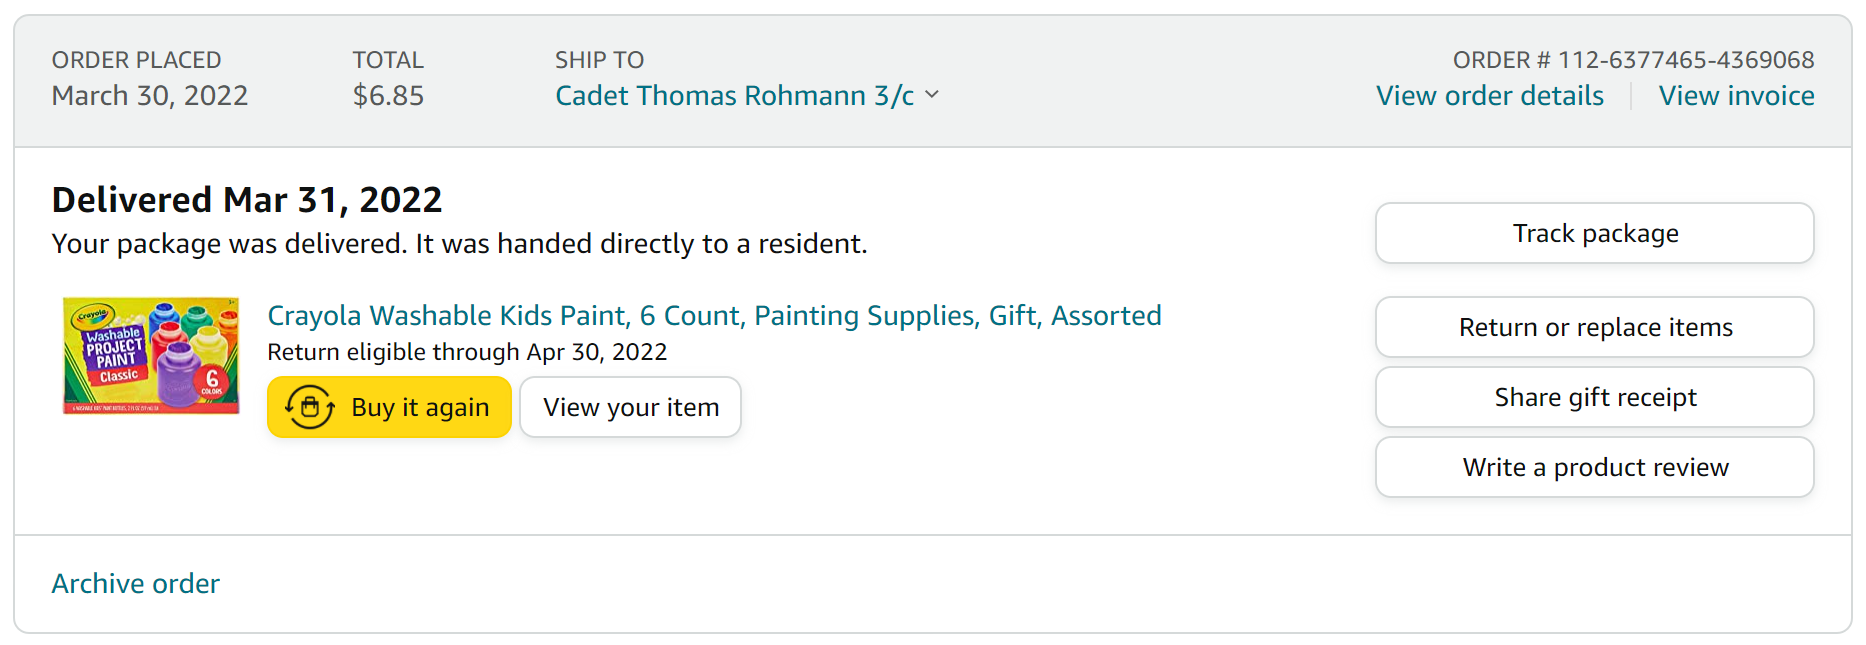 ORDER PLACED
March 30, 2022
TOTAL
$6.85
SHIP TO
Cadet Thomas Rohmann 3/c
ORDER # 112-6377465-4369068
View order details
View invoice
Delivered Mar 31, 2022
Your package was delivered. It was handed directly to a resident.
Track package
Return or replace items
Share gift receipt
Write a product review
Crayola
Washable
PROJECT
PAINT
Classic
6
COLORS
Crayola Washable Kids Paint, 6 Count, Painting Supplies, Gift, Assorted
Return eligible through Apr 30, 2022
Buy it again
View your item
Archive order